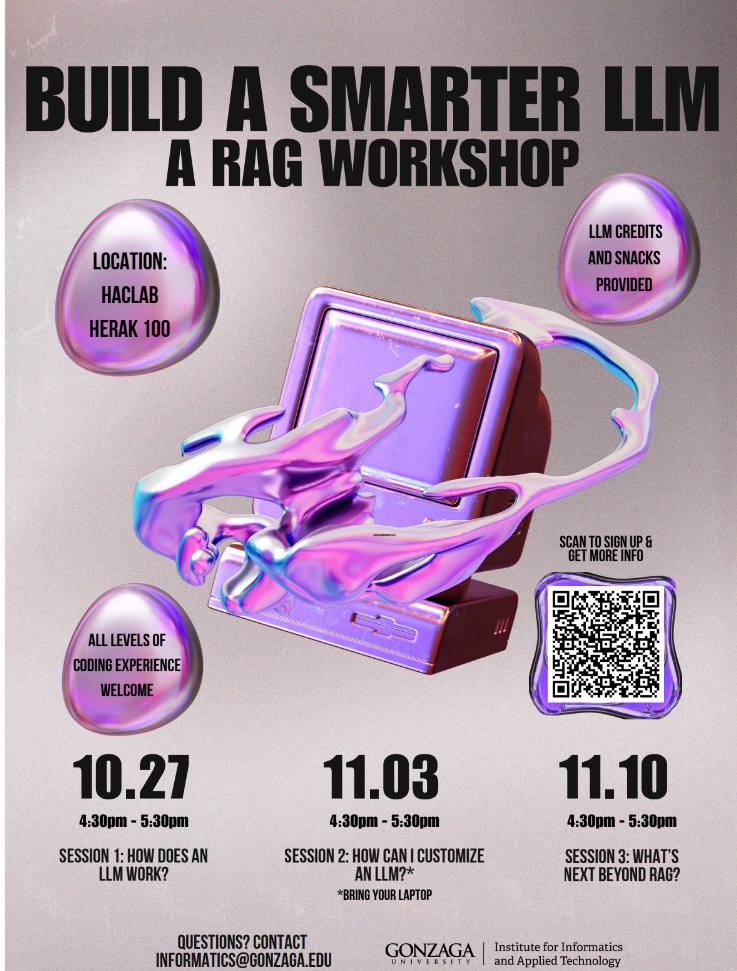 BUILD A SMARTER LLM
A RAG WORKSHOP
LOCATION:
HACLAB
HERAK 100
LLM CREDITS
AND SNACKS
PROVIDED
SCAN TO SIGN UP &
GET MORE INFO
ALL LEVELS OF
CODING EXPERIENCE
WELCOME
10.27
4:30pm - 5:30pm
SESSION 1: HOW DOES AN
LLM WORK?
11.03
4:30pm - 5:30pm
SESSION 2: HOW CAN I CUSTOMIZE
AN LLM?*
*BRING YOUR LAPTOP
11.10
4:30pm - 5:30pm
SESSION 3: WHAT'S
NEXT BEYOND RAG?
QUESTIONS? CONTACT
INFORMATICS@GONZAGA.EDU
GONZAGA
UNIVERSITY
Institute for Informatics
and Applied Technology